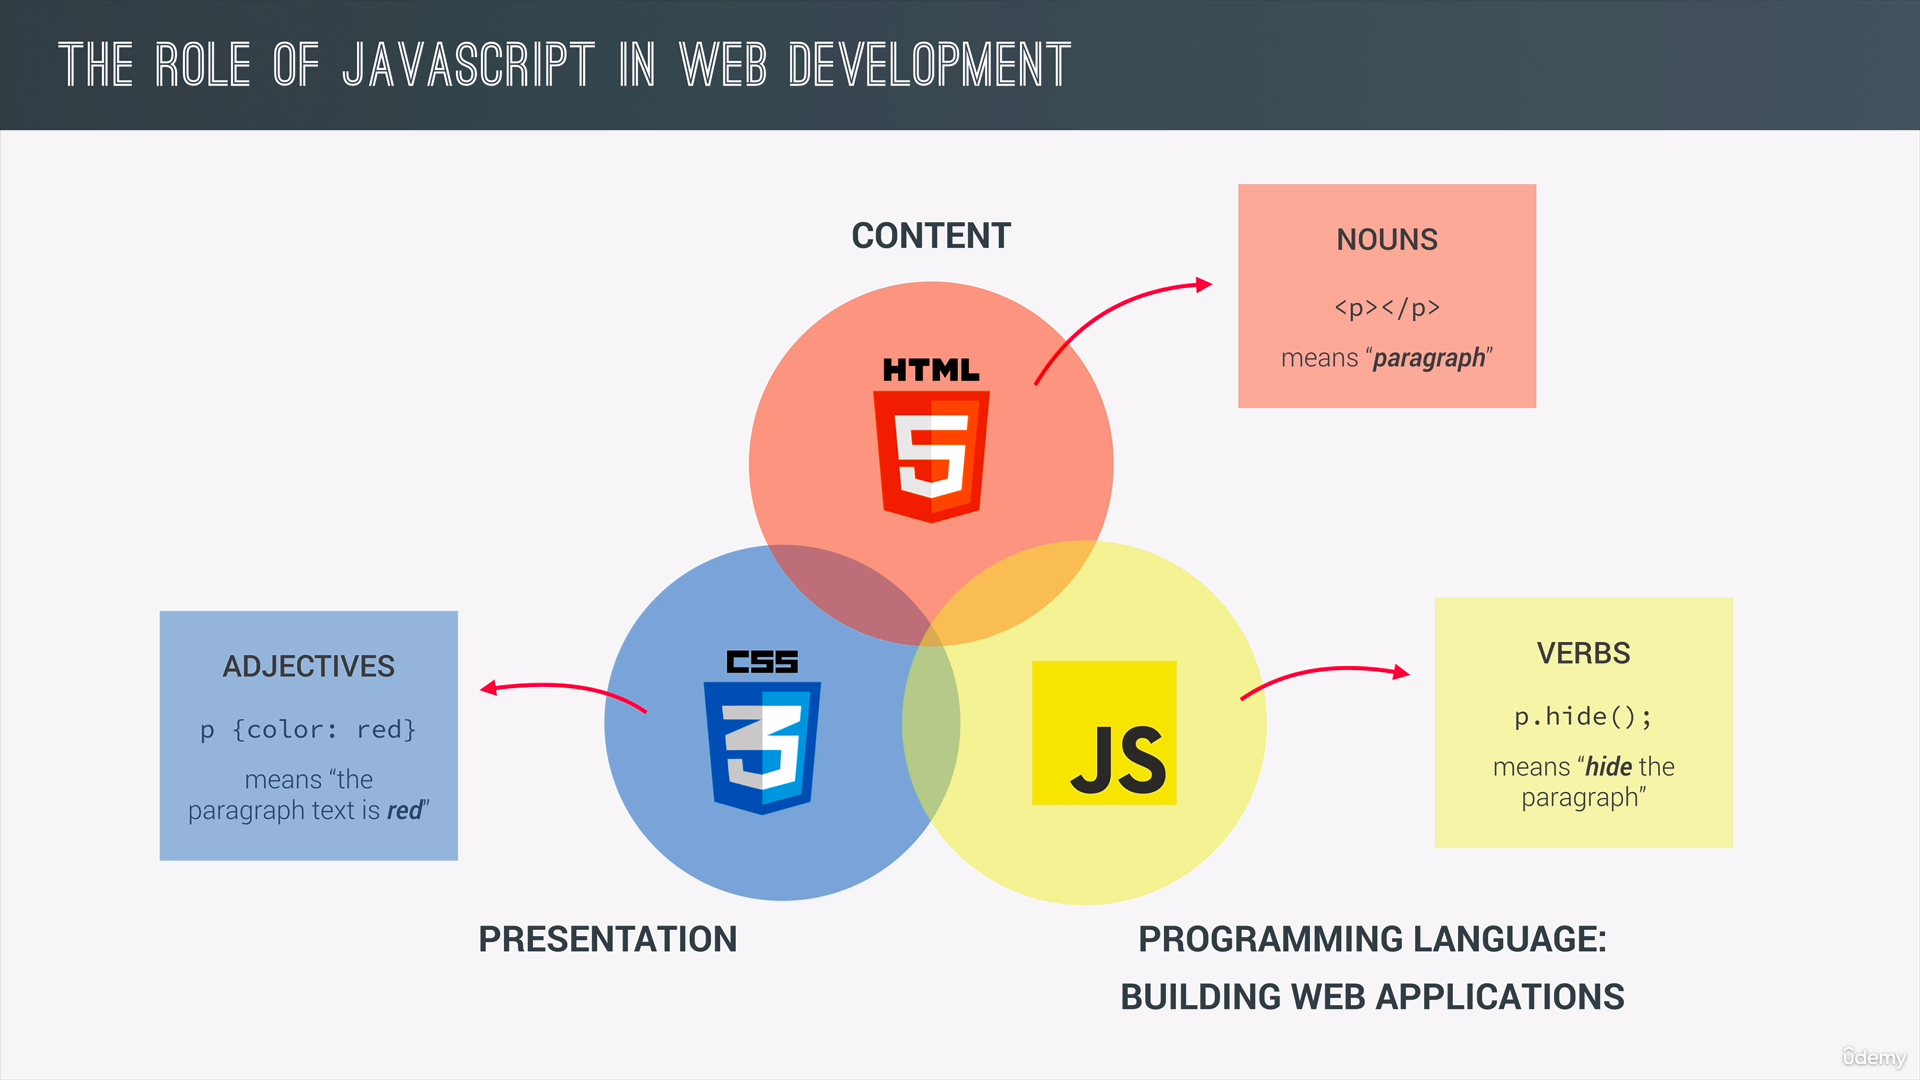 THE ROLE OF JAVASCRIPT IN WEB DEVELOPMENT
CONTENT
NOUNS
<p></p>
means “paragraph”
HTML
5
ADJECTIVES
p {color: red}
means “the
paragraph text is red”
CSS
3
JS
VERBS
p.hide();
means “hide the
paragraph”
PRESENTATION
PROGRAMMING LANGUAGE:
BUILDING WEB APPLICATIONS
ûdemy